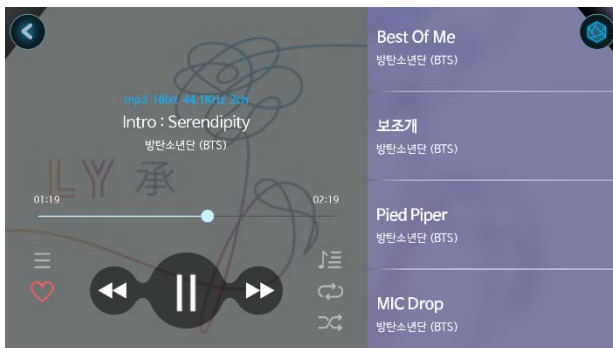 mp3 16bit 44.1KHz 2ch
Intro : Serendipity
방탄소년단 (BTS)
LY 承
01:19
02:19
Best Of Me
방탄소년단 (BTS)
보조개
방탄소년단 (BTS)
Pied Piper
방탄소년단 (BTS)
MIC Drop
방탄소년단 (BTS)